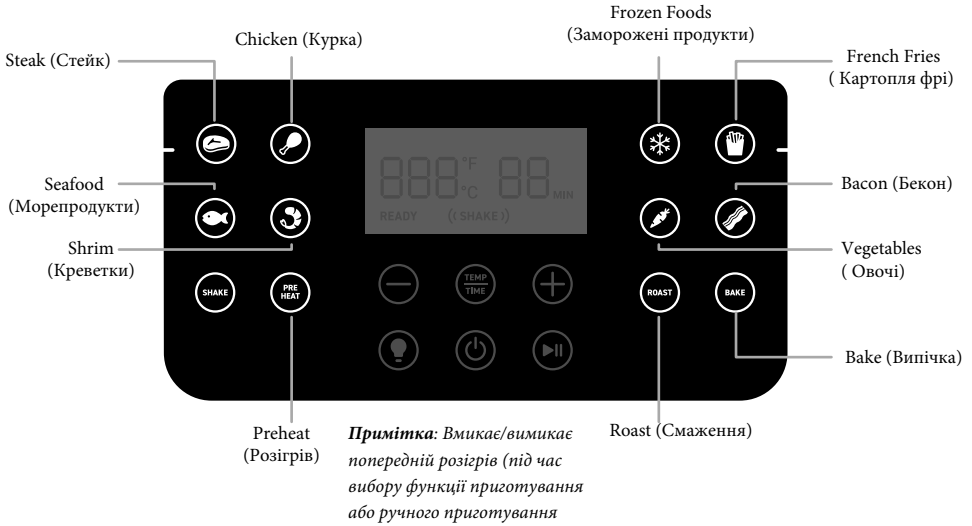 Frozen Foods
(Заморожені продукти)
Chicken (Курка)
Steak (Стейк)
French Fries
( Картопля фрі)
888 °F 88
°C MIN
READY ((SHAKE))
Seafood
(Морепродукти)
Bacon (Бекон)
Shrim
(Креветки)
Vegetables
( Овочі)
SHAKE
PRE
HEAT
TEMP
TIME
ROAST
BAKE
Bake (Випічка)
Preheat
(Розігрів)
Примітка: Вмикає/вимикає
попередній розігрів (під час
вибору функції приготування
або ручного приготування
Roast (Смаження)